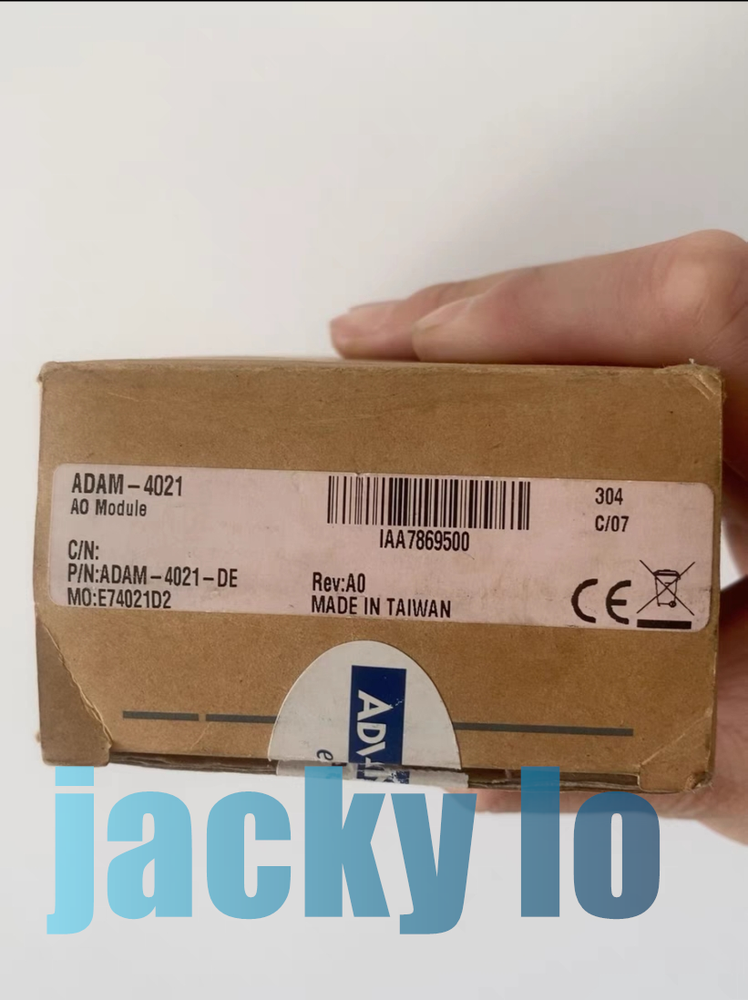 ADAM-4021
AO Module
C/N:
P/N:ADAM-4021-DE
MO:E74021D2
IAA7869500
Rev:A0
MADE IN TAIWAN
304
C/07
CE
ADV
e
jacky lo